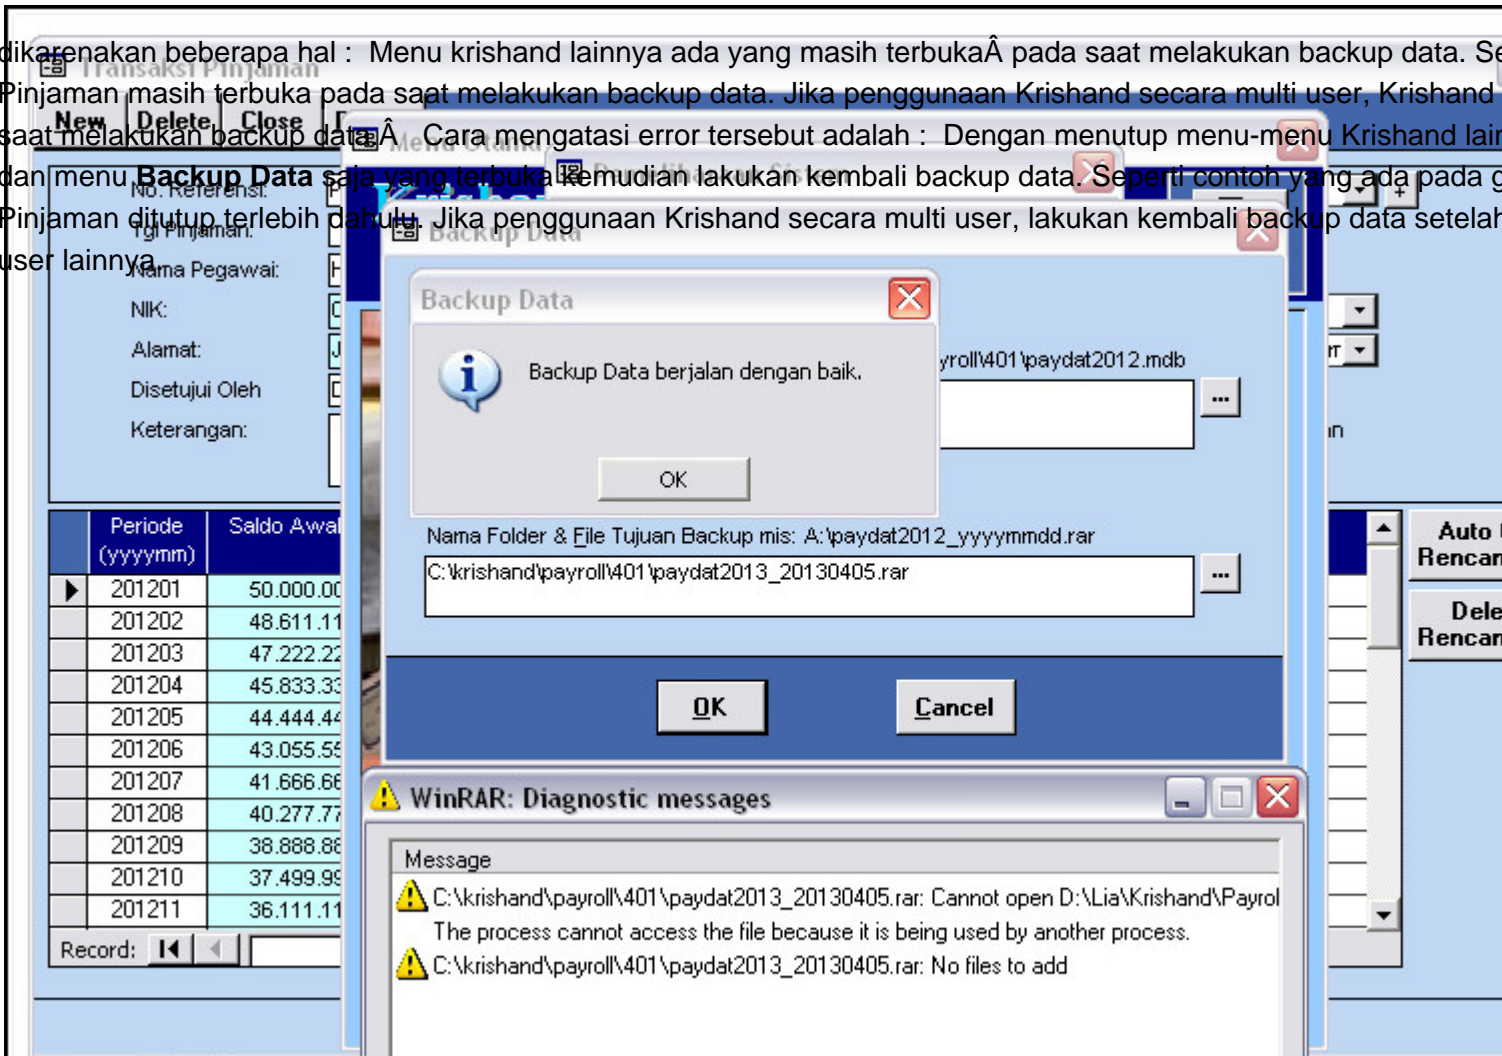 dikarenakan beberapa hal : Menu krishand lainnya ada yang masih terbukaÂ pada saat melakukan backup data. Se
Pinjaman masih terbuka pada saat melakukan backup data. Jika penggunaan Krishand secara multi user, Krishand
saat melakukan backup data.Â Cara mengatasi error tersebut adalah : Dengan menutup menu-menu Krishand lain
dan menu Backup Data saja yang terbuka kemudian lakukan kembali backup data. Seperti contoh yang ada pada g
Pinjaman ditutup terlebih dahulu. Jika penggunaan Krishand secara multi user, lakukan kembali backup data setelah
user lainnya.
Transaksi Pinjaman
New Delete Close
Menu Utama
Pemeliharaan Sistem
Backup Data
No. Referensi:
Tgl Pinjaman:
Nama Pegawai:
NIK:
Alamat:
Disetujui Oleh
Keterangan:
Backup Data
Backup Data berjalan dengan baik.
OK
yroll\401\paydat2012.mdb
...
Nama Folder & File Tujuan Backup mis: A:\paydat2012_yyyymmdd.rar
C:\krishand\payroll\401\paydat2013_20130405.rar
...
OK Cancel
Periode (yyyymm) Saldo Awal
201201 50.000.00
201202 48.611.11
201203 47.222.22
201204 45.833.33
201205 44.444.44
201206 43.055.55
201207 41.666.66
201208 40.277.77
201209 38.888.88
201210 37.499.99
201211 36.111.11
Record:
Auto
Rencan
Dele
Rencan
WinRAR: Diagnostic messages
Message
C:\krishand\payroll\401\paydat2013_20130405.rar: Cannot open D:\Lia\Krishand\Payrol
The process cannot access the file because it is being used by another process.
C:\krishand\payroll\401\paydat2013_20130405.rar: No files to add